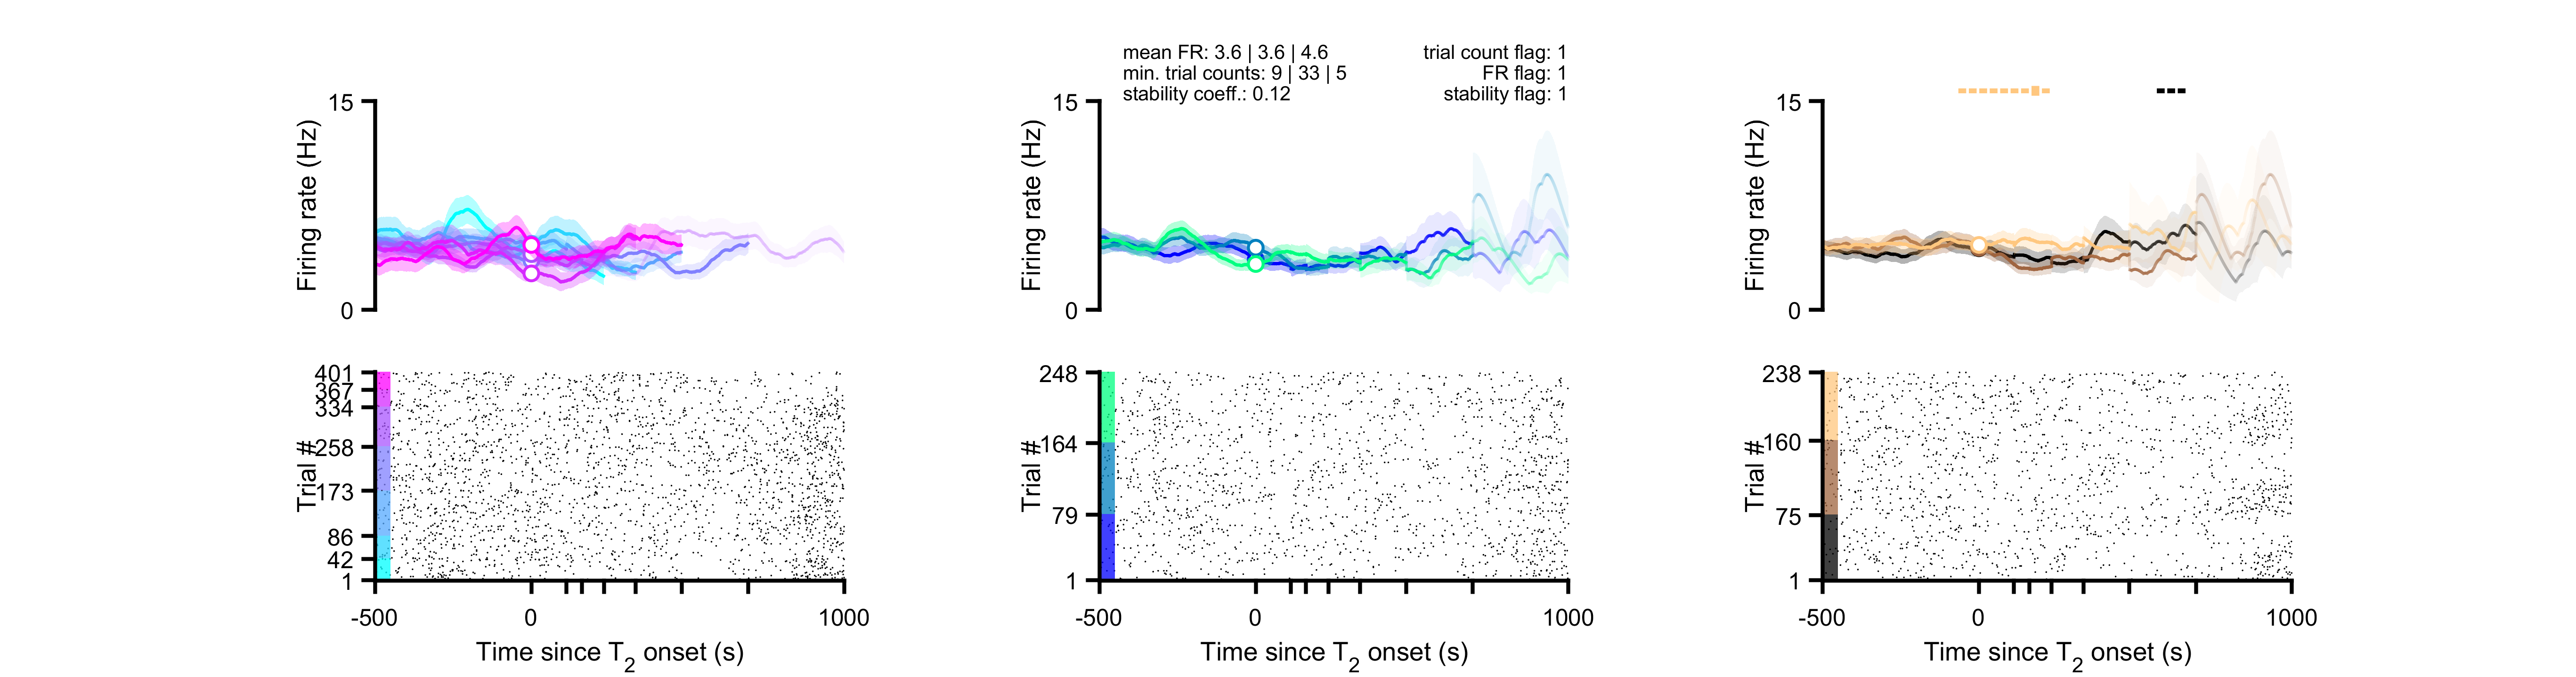 mean FR: 3.6 | 3.6 | 4.6
min. trial counts: 9 | 33 | 5
stability coeff.: 0.12
trial count flag: 1
FR flag: 1
stability flag: 1
15
Firing rate (Hz)
0
15
Firing rate (Hz)
0
15
Firing rate (Hz)
0
401
367
334
258
173
86
42
1
Trial #
-500
0
1000
Time since T2 onset (s)
248
164
79
1
Trial #
-500
0
1000
Time since T2 onset (s)
238
160
75
1
Trial #
-500
0
1000
Time since T2 onset (s)